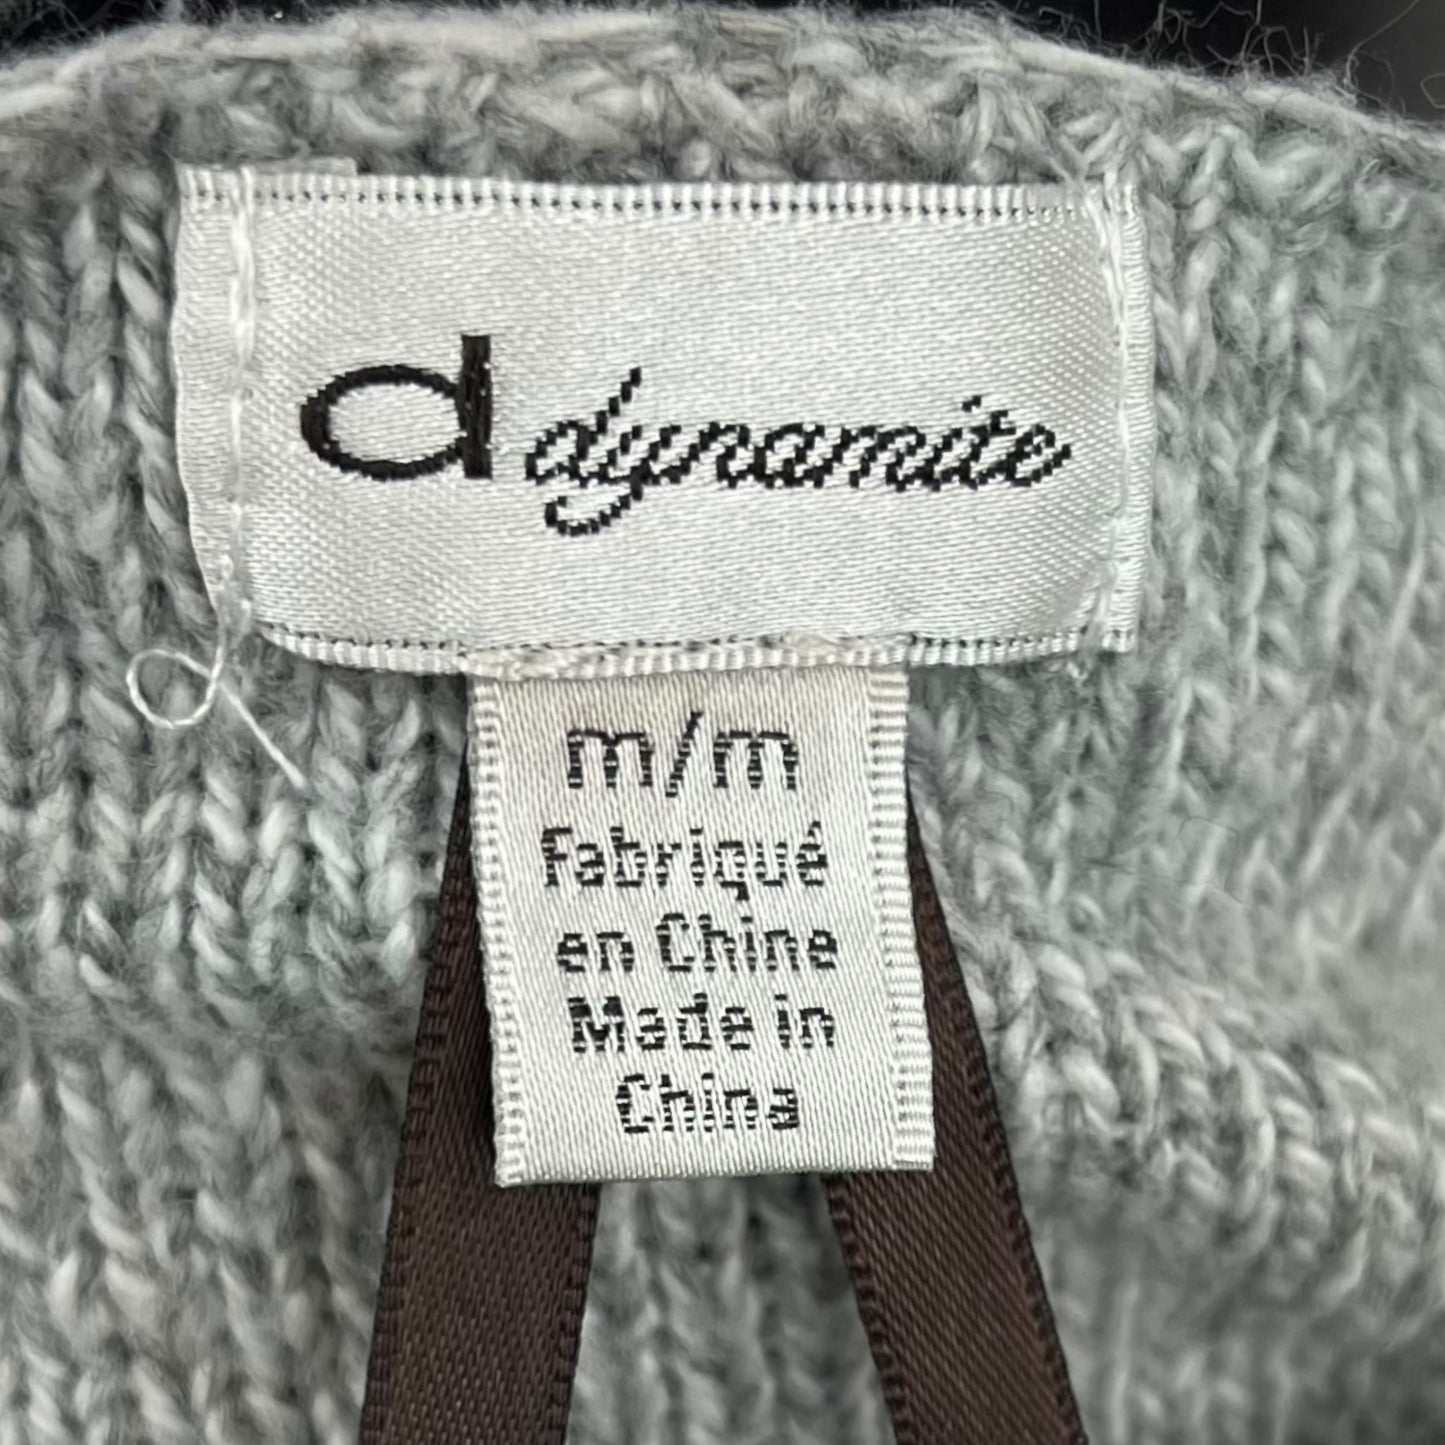 d dynamite
m/m
Fabriqué
en Chine
Made in
China